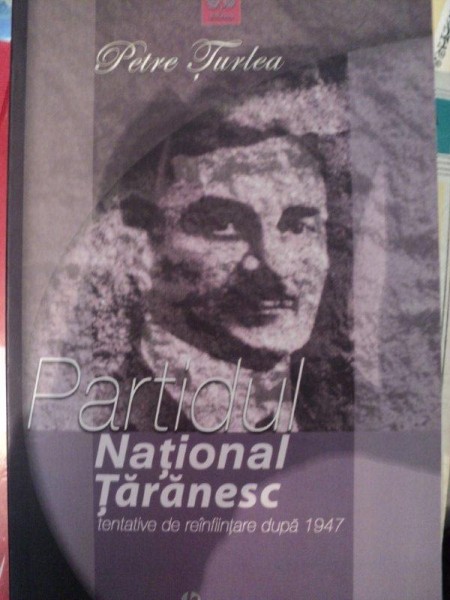 Petre Țurlea
Partidul
Național
Țărănesc
tentative de reînființare după 1947